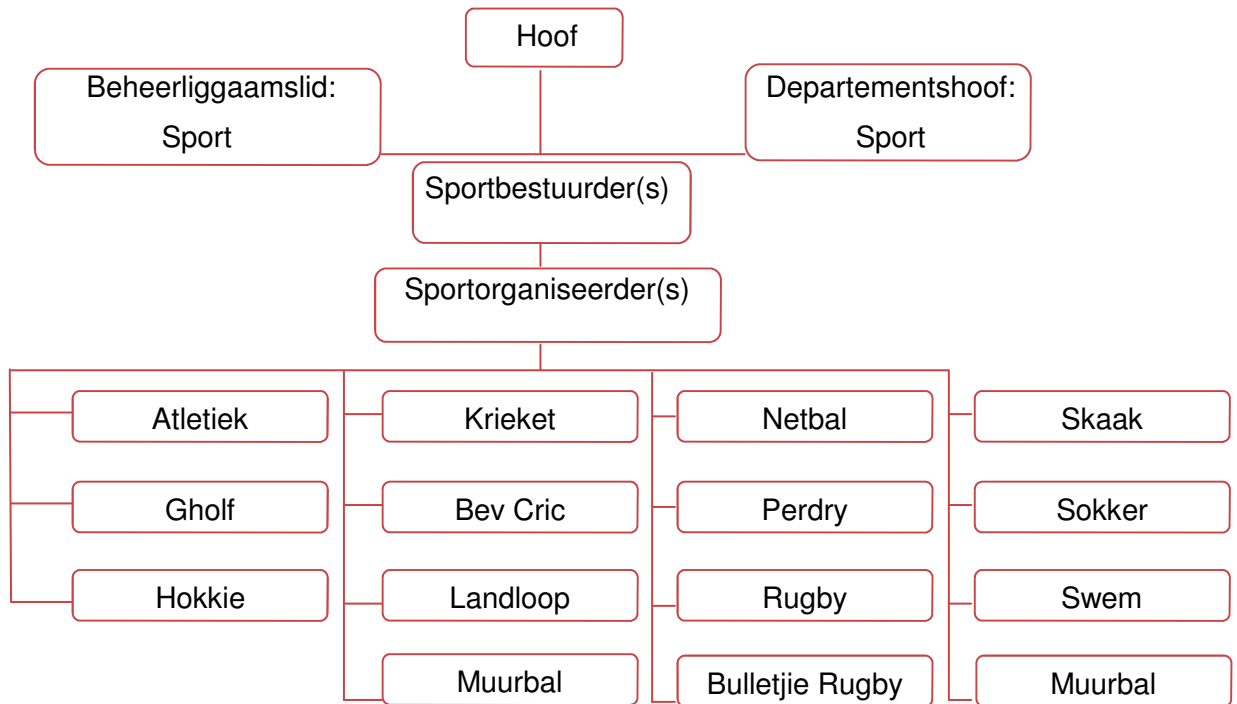 Hoof
Beheerliggaamslid:
Sport
Departementshoof:
Sport
Sportbestuurder(s)
Sportorganiseerder(s)
Atletiek
Krieket
Netbal
Skaak
Gholf
Bev Cric
Perdry
Sokker
Hokkie
Landloop
Rugby
Swem
Muurbal
Bulletjie Rugby
Muurbal